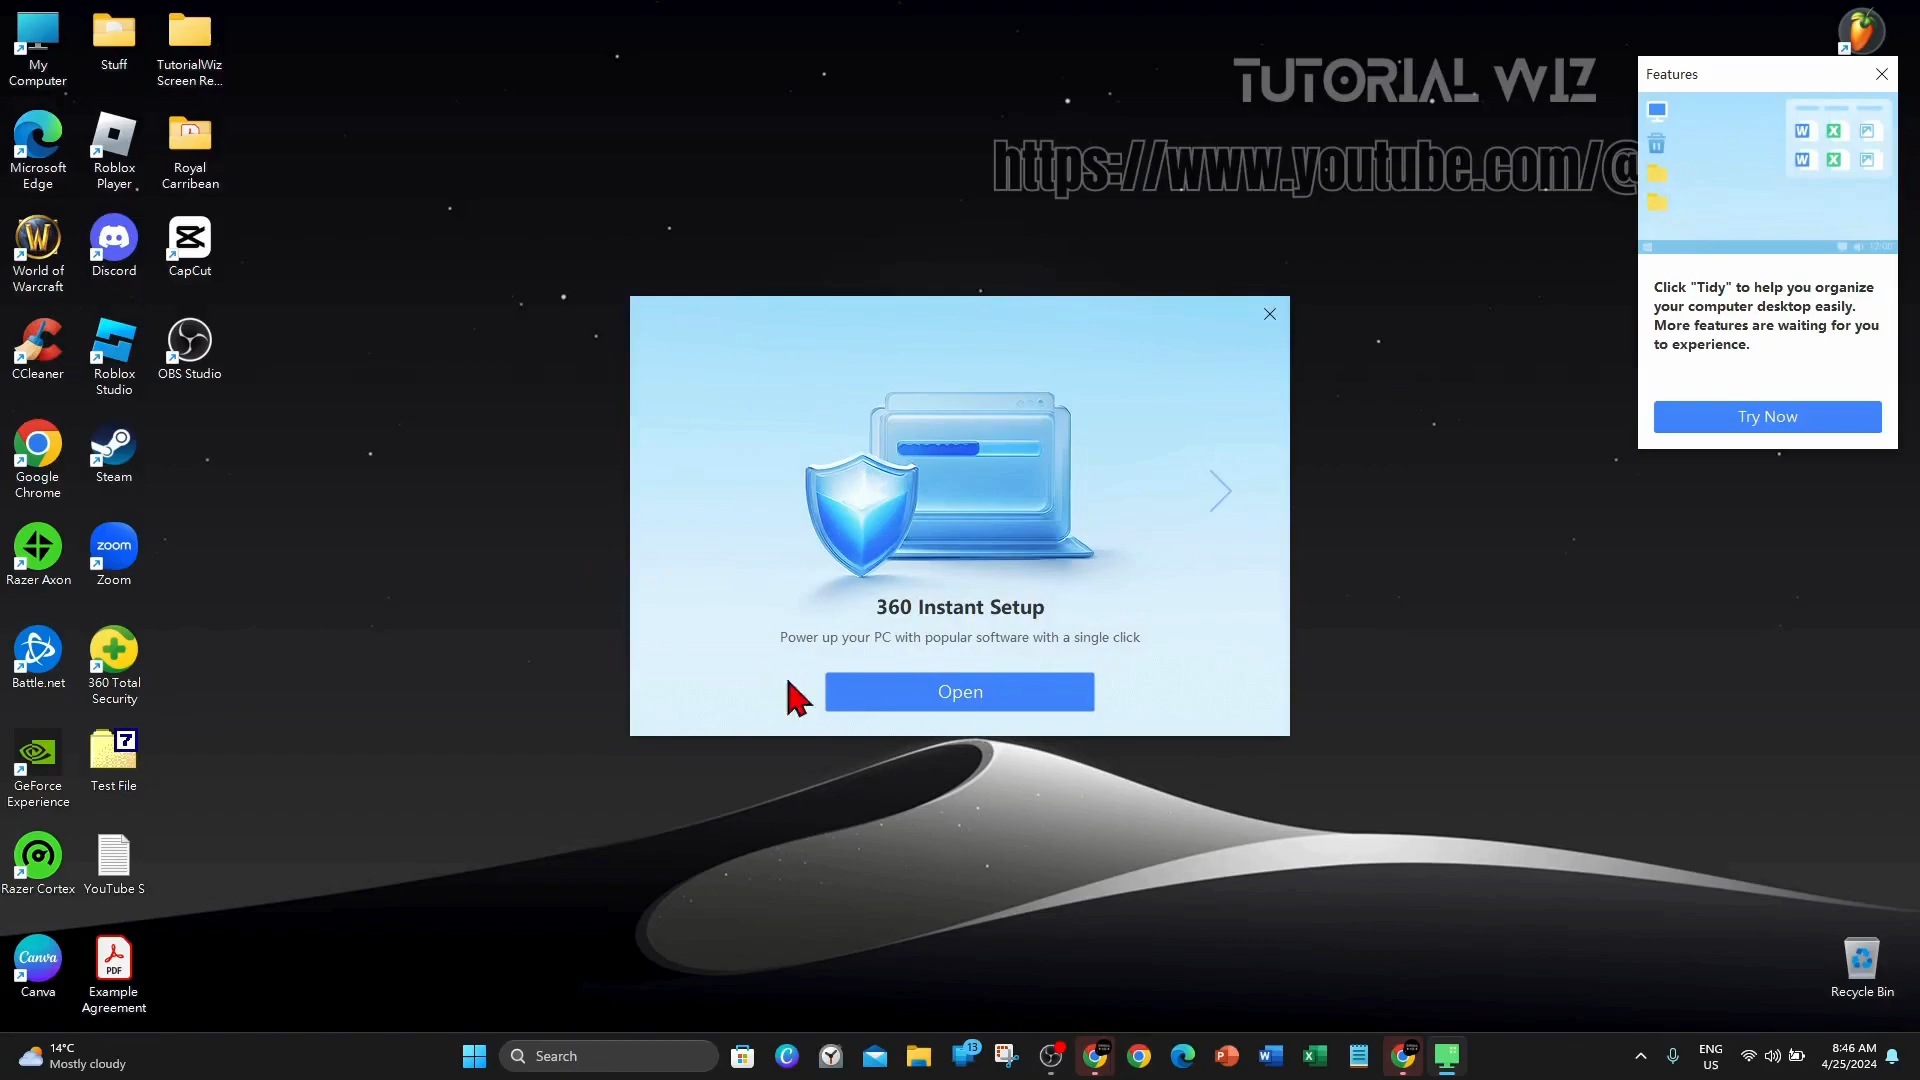 My
Computer
Stuff
TutorialWiz
Screen Re...
Microsoft
Edge
Roblox
Player
Royal
Carribean
World of
Warcraft
Discord
CapCut
CCleaner
Roblox
Studio
OBS Studio
Google
Chrome
Steam
Razer Axon
zoom
Zoom
Battle.net
360 Total
Security
GeForce
Experience
Test File
Razer Cortex
YouTube S
Canva
Canva
PDF
Example
Agreement
TUTORIAL WIZ
https://www.youtube.com/@
Features
12:00
Click "Tidy" to help you organize
your computer desktop easily.
More features are waiting for you
to experience.
Try Now
360 Instant Setup
Power up your PC with popular software with a single click
Open
Recycle Bin
14°C
Mostly cloudy
Search
13
ENG
US
8:46 AM
4/25/2024